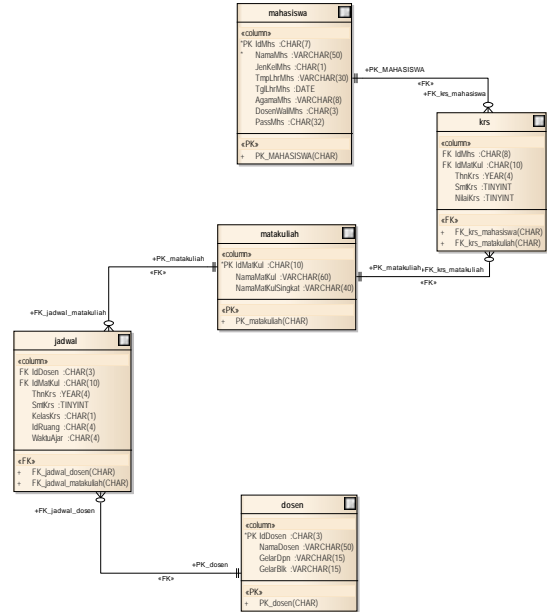 mahasiswa
«column»
*PK IdMhs :CHAR(7)
* NamaMhs :VARCHAR(50)
JenKelMhs :CHAR(1)
TmpLhrMhs :VARCHAR(30)
TglLhrMhs :DATE
AgamaMhs :VARCHAR(8)
DosenWaliMhs :CHAR(3)
PassMhs :CHAR(32)
«PK»
+ PK_MAHASISWA(CHAR)
+PK_MAHASISWA
«FK»
+FK_krs_mahasiswa
krs
«column»
FK IdMhs :CHAR(8)
FK IdMatKul :CHAR(10)
ThnKrs :YEAR(4)
SmtKrs :TINYINT
NilaiKrs :TINYINT
«FK»
+ FK_krs_mahasiswa(CHAR)
+ FK_krs_matakuliah(CHAR)
matakuliah
«column»
*PK IdMatKul :CHAR(10)
NamaMatKul :VARCHAR(60)
NamaMatKulSingkat :VARCHAR(40)
«PK»
+ PK_matakuliah(CHAR)
+PK_matakuliah
«FK»
+PK_matakuliah
+FK_krs_matakuliah
«FK»
+FK_jadwal_matakuliah
jadwal
«column»
FK IdDosen :CHAR(3)
FK IdMatKul :CHAR(10)
ThnKrs :YEAR(4)
SmtKrs :TINYINT
KelasKrs :CHAR(1)
IdRuang :CHAR(4)
WaktuAjar :CHAR(4)
«FK»
+ FK_jadwal_dosen(CHAR)
+ FK_jadwal_matakuliah(CHAR)
+FK_jadwal_dosen
+PK_dosen
«FK»
dosen
«column»
*PK IdDosen :CHAR(3)
NamaDosen :VARCHAR(50)
GelarDpn :VARCHAR(15)
GelarBlk :VARCHAR(15)
«PK»
+ PK_dosen(CHAR)